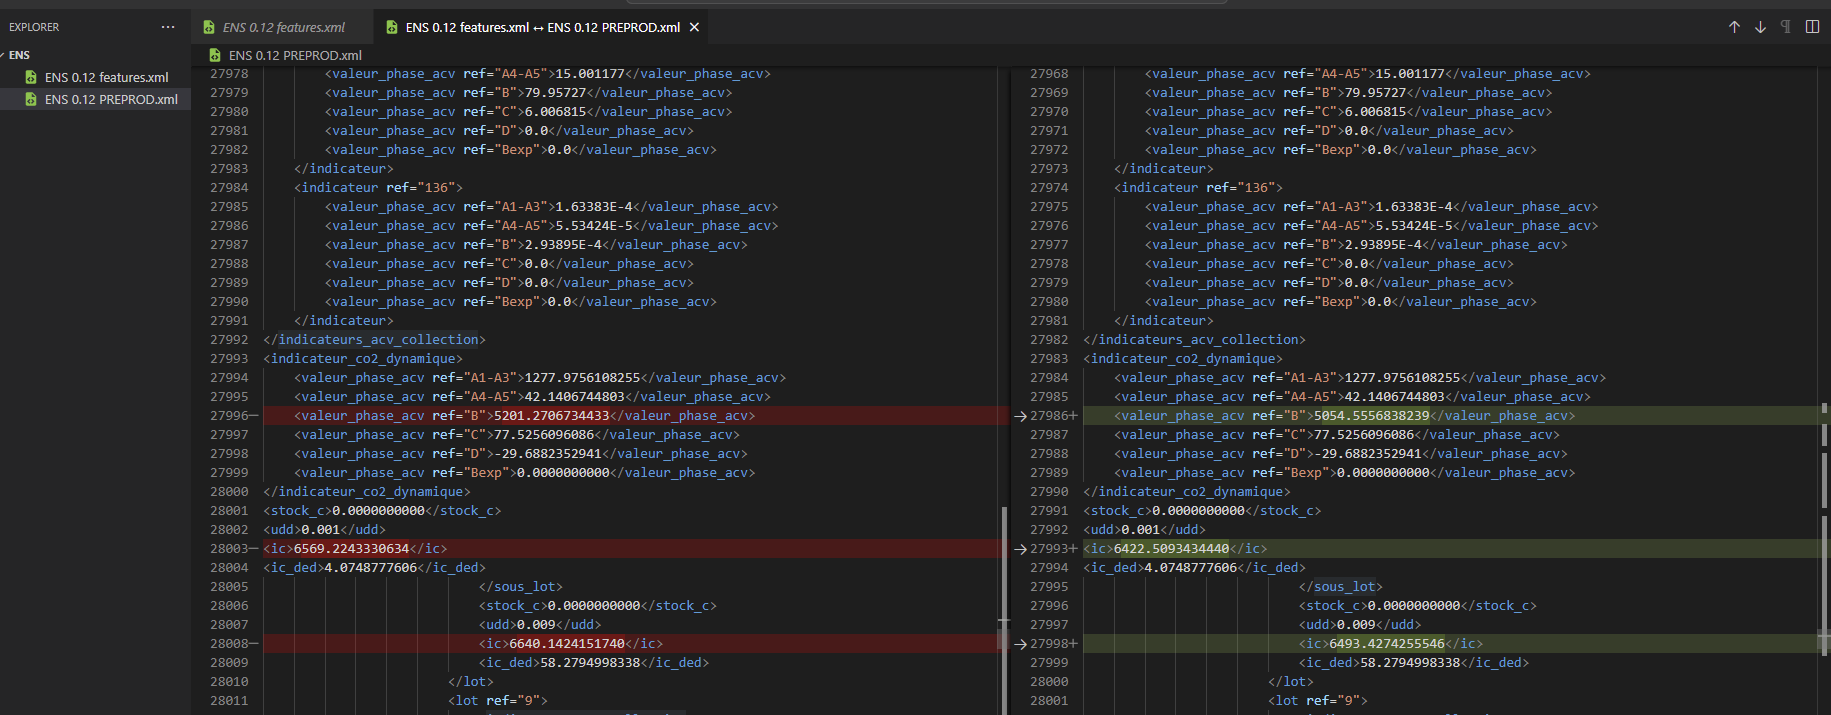 EXPLORER
ENS
ENS 0.12 features.xml
ENS 0.12 PREPROD.xml
ENS 0.12 features.xml
ENS 0.12 features.xml ↔ ENS 0.12 PREPROD.xml
ENS 0.12 PREPROD.xml
27978 <valeur_phase_acv ref="A4-A5">15.001177</valeur_phase_acv>
27979 <valeur_phase_acv ref="B">79.95727</valeur_phase_acv>
27980 <valeur_phase_acv ref="C">6.006815</valeur_phase_acv>
27981 <valeur_phase_acv ref="D">0.0</valeur_phase_acv>
27982 <valeur_phase_acv ref="Bexp">0.0</valeur_phase_acv>
27983 </indicateur>
27984 <indicateur ref="136">
27985 <valeur_phase_acv ref="A1-A3">1.63383E-4</valeur_phase_acv>
27986 <valeur_phase_acv ref="A4-A5">5.53424E-5</valeur_phase_acv>
27987 <valeur_phase_acv ref="B">2.93895E-4</valeur_phase_acv>
27988 <valeur_phase_acv ref="C">0.0</valeur_phase_acv>
27989 <valeur_phase_acv ref="D">0.0</valeur_phase_acv>
27990 <valeur_phase_acv ref="Bexp">0.0</valeur_phase_acv>
27991 </indicateur>
27992 </indicateurs_acv_collection>
27993 <indicateur_co2_dynamique>
27994 <valeur_phase_acv ref="A1-A3">1277.9756108255</valeur_phase_acv>
27995 <valeur_phase_acv ref="A4-A5">42.1406744803</valeur_phase_acv>
27996− <valeur_phase_acv ref="B">5201.2706734433</valeur_phase_acv>
27997 <valeur_phase_acv ref="C">77.5256096086</valeur_phase_acv>
27998 <valeur_phase_acv ref="D">-29.6882352941</valeur_phase_acv>
27999 <valeur_phase_acv ref="Bexp">0.0000000000</valeur_phase_acv>
28000 </indicateur_co2_dynamique>
28001 <stock_c>0.0000000000</stock_c>
28002 <udd>0.001</udd>
28003− <ic>6569.2243330634</ic>
28004 <ic_ded>4.0748777606</ic_ded>
28005 </sous_lot>
28006 <stock_c>0.0000000000</stock_c>
28007 <udd>0.009</udd>
28008− <ic>6640.1424151740</ic>
28009 <ic_ded>58.2794998338</ic_ded>
28010 </lot>
28011 <lot ref="9">
27968 <valeur_phase_acv ref="A4-A5">15.001177</valeur_phase_acv>
27969 <valeur_phase_acv ref="B">79.95727</valeur_phase_acv>
27970 <valeur_phase_acv ref="C">6.006815</valeur_phase_acv>
27971 <valeur_phase_acv ref="D">0.0</valeur_phase_acv>
27972 <valeur_phase_acv ref="Bexp">0.0</valeur_phase_acv>
27973 </indicateur>
27974 <indicateur ref="136">
27975 <valeur_phase_acv ref="A1-A3">1.63383E-4</valeur_phase_acv>
27976 <valeur_phase_acv ref="A4-A5">5.53424E-5</valeur_phase_acv>
27977 <valeur_phase_acv ref="B">2.93895E-4</valeur_phase_acv>
27978 <valeur_phase_acv ref="C">0.0</valeur_phase_acv>
27979 <valeur_phase_acv ref="D">0.0</valeur_phase_acv>
27980 <valeur_phase_acv ref="Bexp">0.0</valeur_phase_acv>
27981 </indicateur>
27982 </indicateurs_acv_collection>
27983 <indicateur_co2_dynamique>
27984 <valeur_phase_acv ref="A1-A3">1277.9756108255</valeur_phase_acv>
27985 <valeur_phase_acv ref="A4-A5">42.1406744803</valeur_phase_acv>
27986+ <valeur_phase_acv ref="B">5054.5556838239</valeur_phase_acv>
27987 <valeur_phase_acv ref="C">77.5256096086</valeur_phase_acv>
27988 <valeur_phase_acv ref="D">-29.6882352941</valeur_phase_acv>
27989 <valeur_phase_acv ref="Bexp">0.0000000000</valeur_phase_acv>
27990 </indicateur_co2_dynamique>
27991 <stock_c>0.0000000000</stock_c>
27992 <udd>0.001</udd>
27993+ <ic>6422.5093434440</ic>
27994 <ic_ded>4.0748777606</ic_ded>
27995 </sous_lot>
27996 <stock_c>0.0000000000</stock_c>
27997 <udd>0.009</udd>
27998+ <ic>6493.4274255546</ic>
27999 <ic_ded>58.2794998338</ic_ded>
28000 </lot>
28001 <lot ref="9">